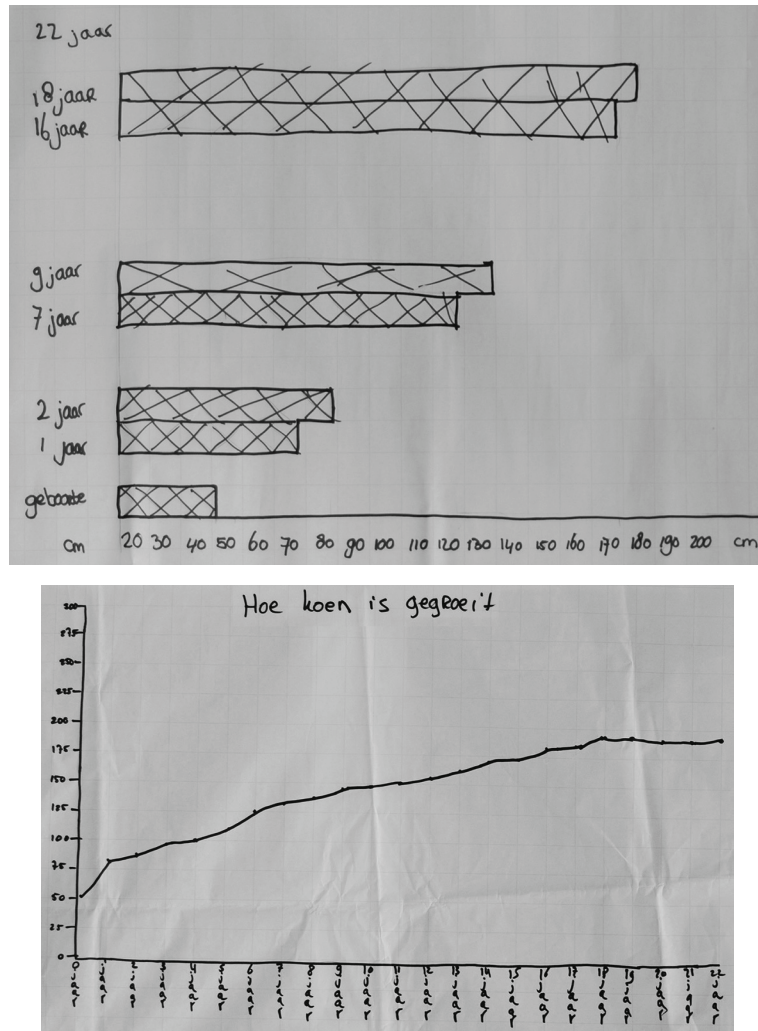 22 jaar
18 jaar
16 jaar
9 jaar
7 jaar
2 jaar
1 jaar
geboorte
cm 20 30 40 50 60 70 80 90 100 110 120 130 140 150 160 170 180 190 200 cm
Hoe koen is gegroeit
300
275
250
225
200
175
150
125
100
75
50
25
0
0 jaar 1 jaar 2 jaar 3 jaar 4 jaar 5 jaar 6 jaar 7 jaar 8 jaar 9 jaar 10 jaar 11 jaar 12 jaar 13 jaar 14 jaar 15 jaar 16 jaar 17 jaar 18 jaar 19 jaar 20 jaar 21 jaar 22 jaar